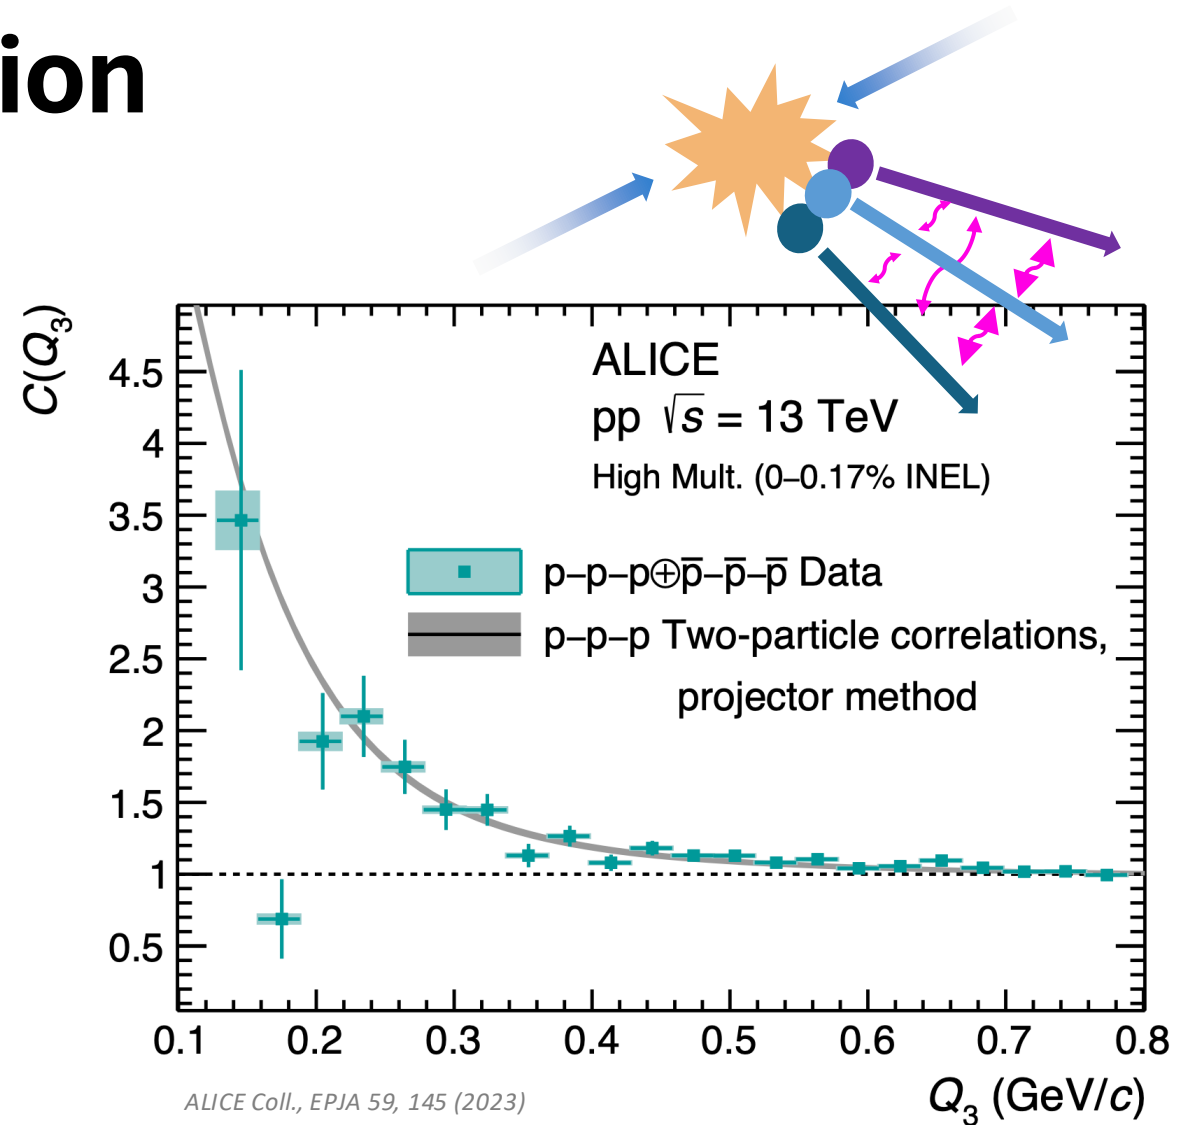 ion
C(Q₃)
ALICE
pp √s = 13 TeV
High Mult. (0–0.17% INEL)
p–p–p⊕p̅–p̅–p̅ Data
p–p–p Two-particle correlations,
projector method
4.5
4
3.5
3
2.5
2
1.5
1
0.5
0.1 0.2 0.3 0.4 0.5 0.6 0.7 0.8
Q₃ (GeV/c)
ALICE Coll., EPJA 59, 145 (2023)